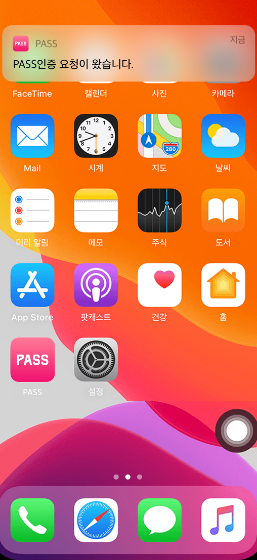 PASS PASS 지금
PASS인증 요청이 왔습니다.
FaceTime 캘린더 사진 카메라
Mail 시계 지도 날씨
280
미리 알림 메모 주식 도서
App Store 팟캐스트 건강 홈
PASS
PASS 설정